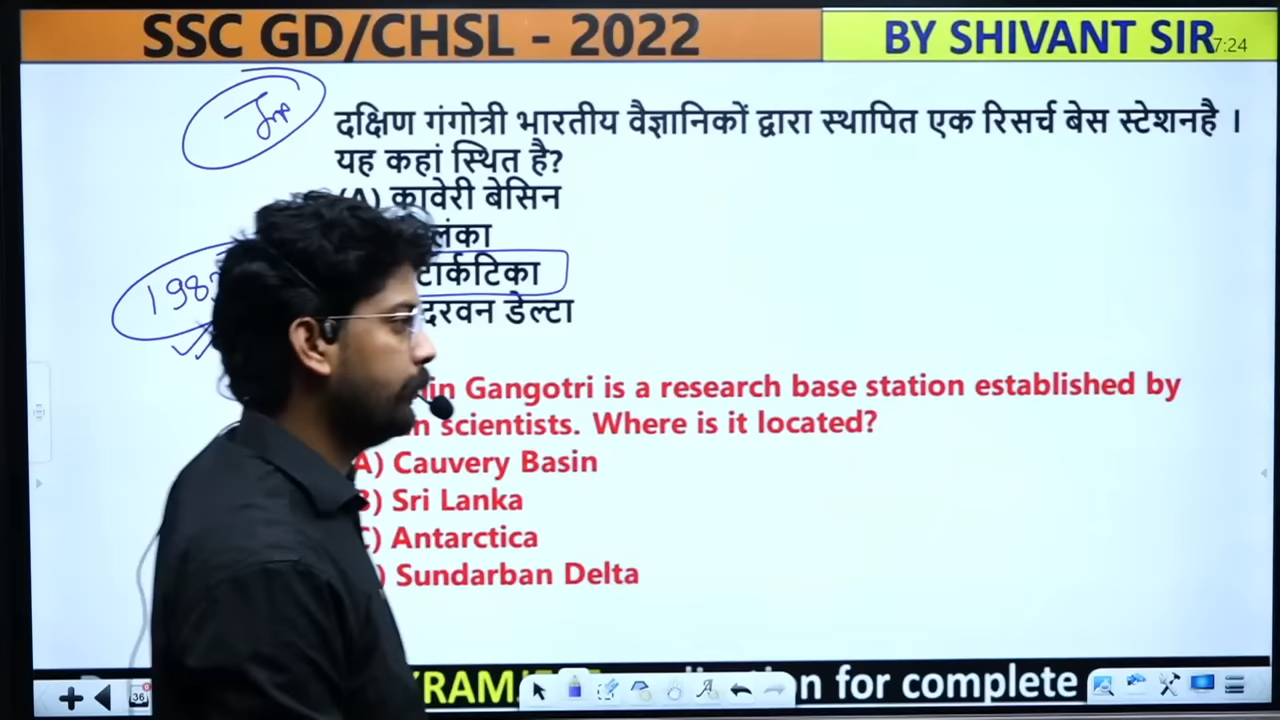 SSC GD/CHSL - 2022
BY SHIVANT SIR
7:24
Imp
दक्षिण गंगोत्री भारतीय वैज्ञानिकों द्वारा स्थापित एक रिसर्च बेस स्टेशनहै ।
यह कहां स्थित है?
(A) कावेरी बेसिन
लंका
टार्कटिका
198
दरवन डेल्टा
in Gangotri is a research base station established by
n scientists. Where is it located?
A) Cauvery Basin
B) Sri Lanka
C) Antarctica
) Sundarban Delta
n for complete
36